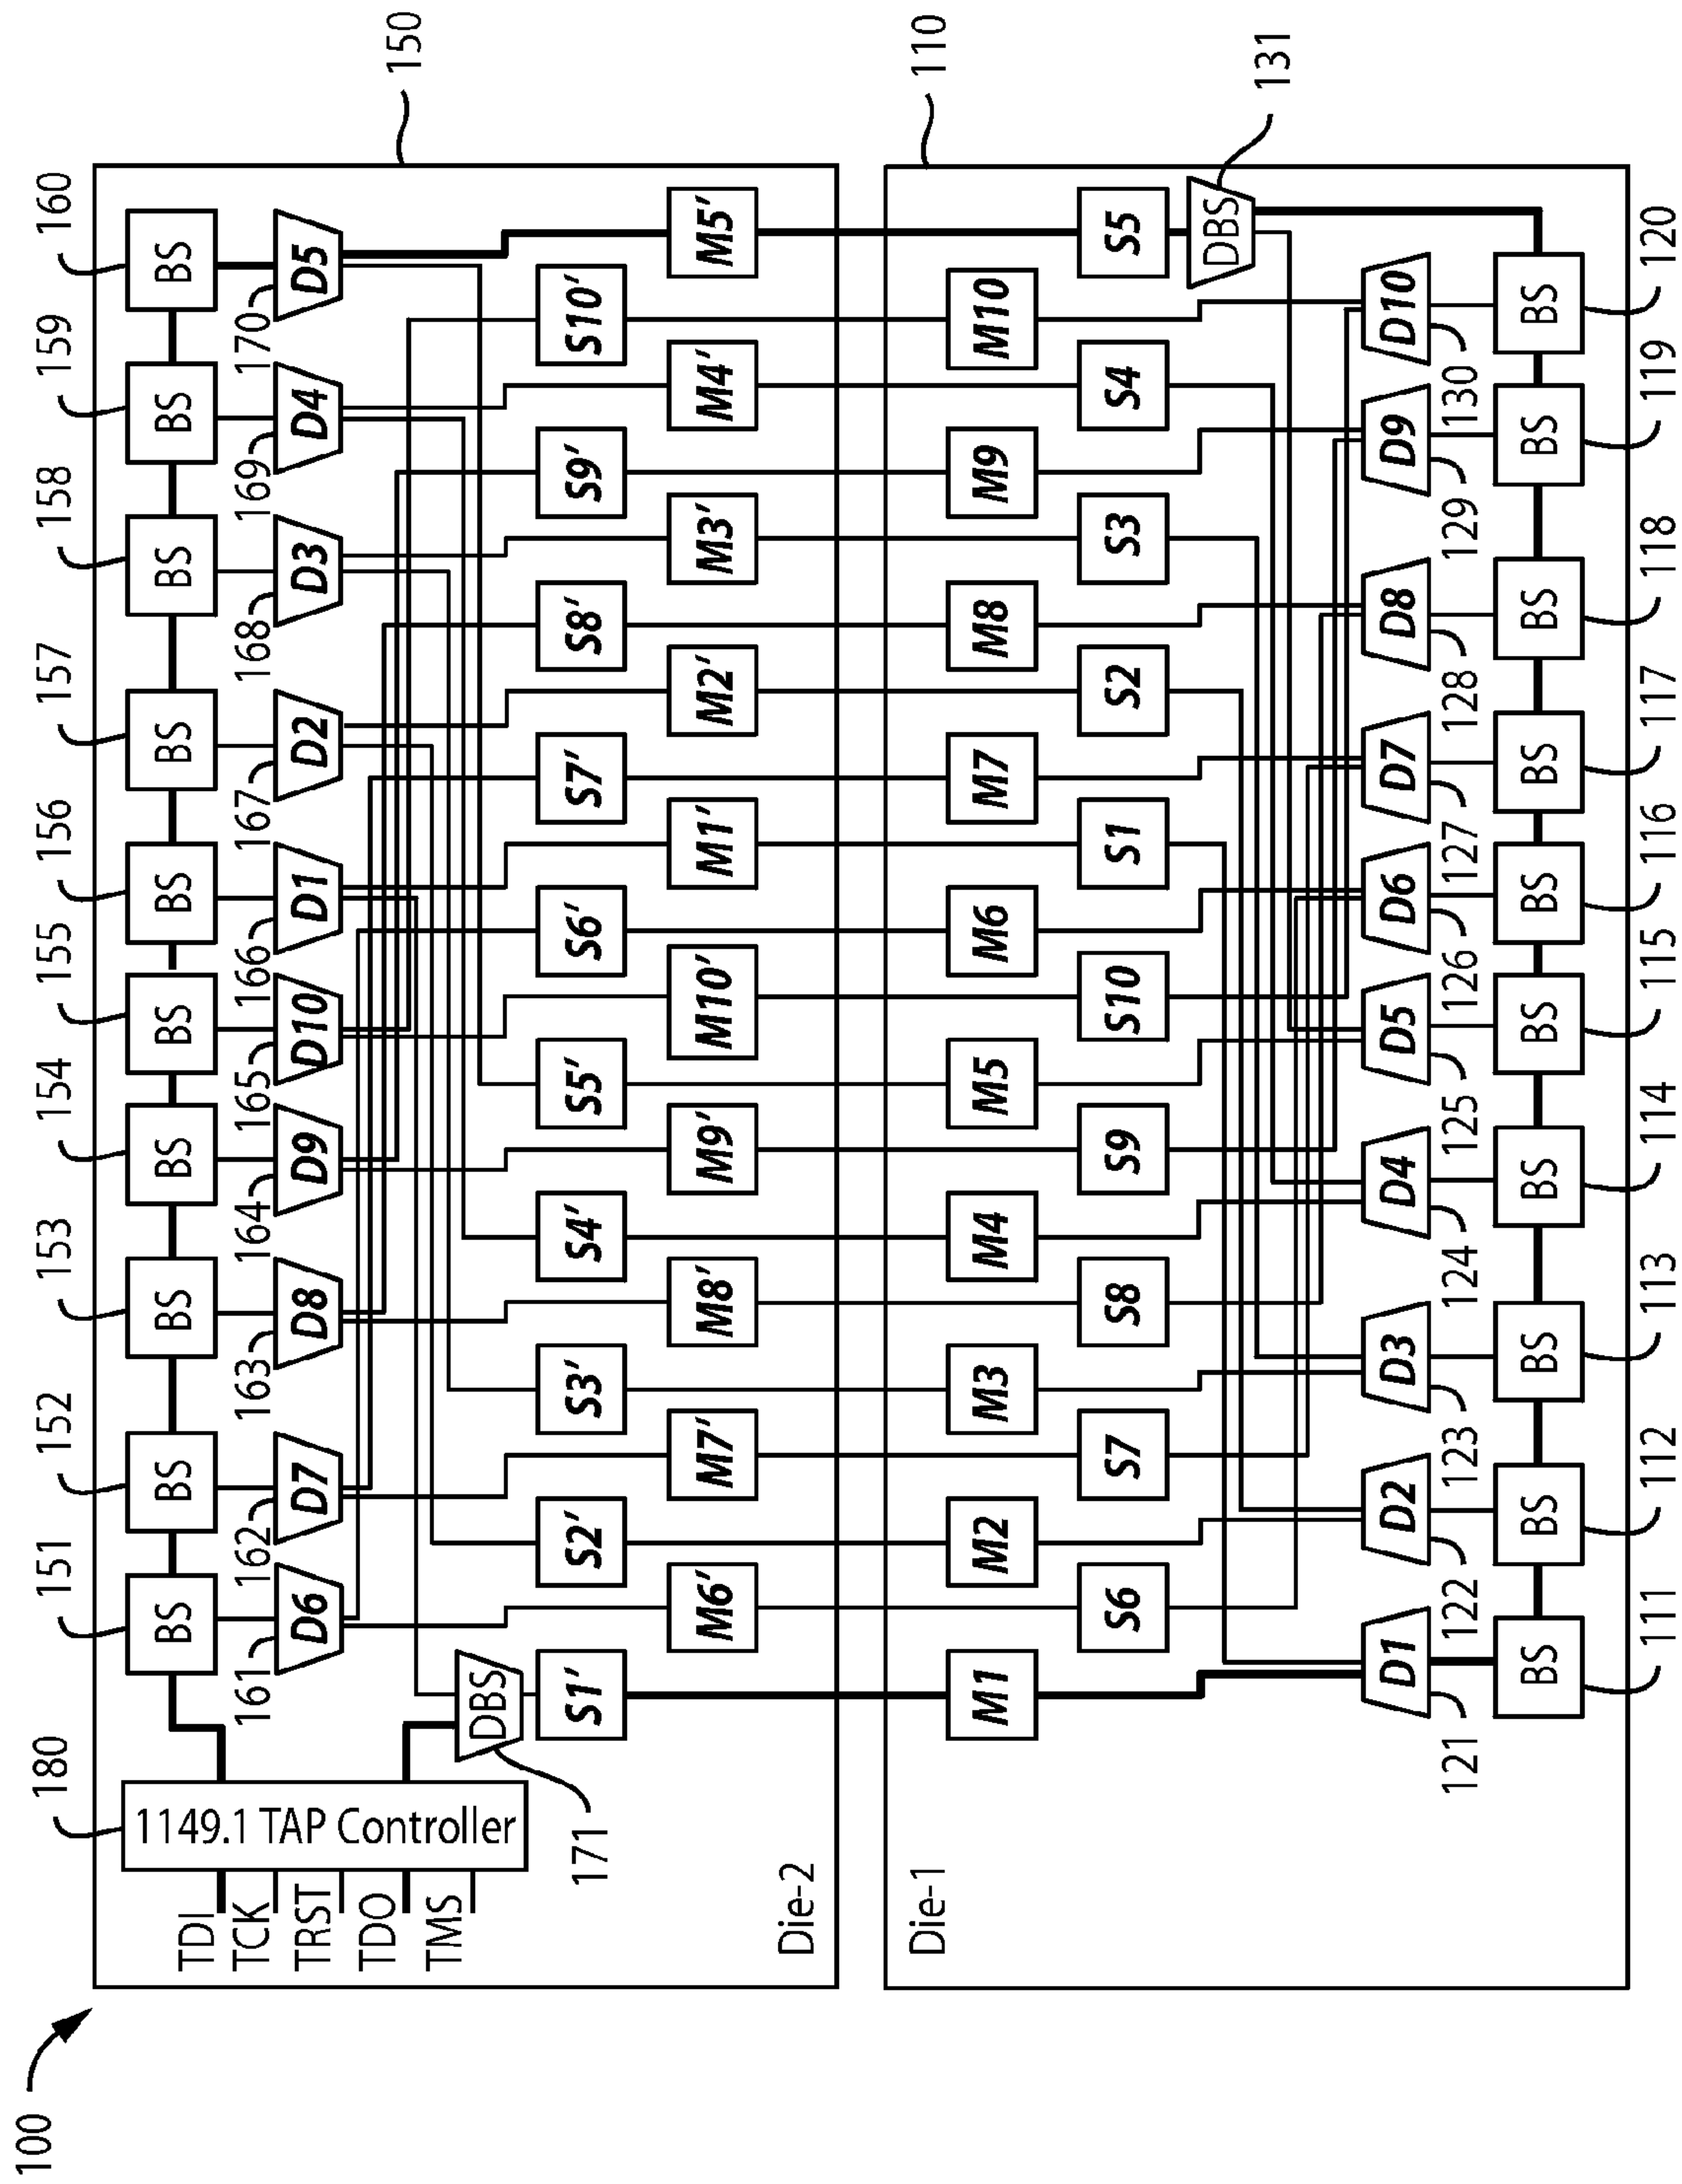 100
150
110
160
159
158
157
156
155
154
153
152
151
180
BS BS BS BS BS BS BS BS BS BS
170
169
168
167
166
165
164
163
162
161
D5 D4 D3 D2 D1 D10 D9 D8 D7 D6
DBS
171
1149.1 TAP Controller
TDI
TCK
TRST
TDO
TMS
S10' S9' S8' S7' S6' S5' S4' S3' S2' S1'
M5' M4' M3' M2' M1' M10' M9' M8' M7' M6'
Die-2
Die-1
M10 M9 M8 M7 M6 M5 M4 M3 M2 M1
S5 S4 S3 S2 S1 S10 S9 S8 S7 S6
DBS
131
D10 D9 D8 D7 D6 D5 D4 D3 D2 D1
130
129
128
127
126
125
124
123
122
121
BS BS BS BS BS BS BS BS BS BS
120
119
118
117
116
115
114
113
112
111